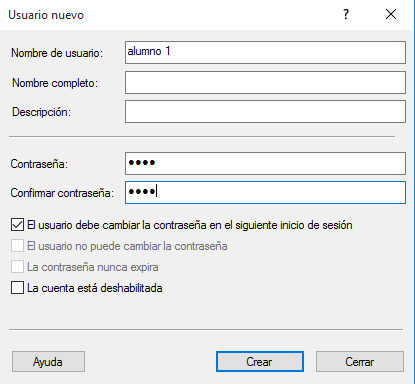 Usuario nuevo
?
Nombre de usuario: alumno 1
Nombre completo:
Descripción:
Contraseña: ●●●●
Confirmar contraseña: ●●●●
El usuario debe cambiar la contraseña en el siguiente inicio de sesión
El usuario no puede cambiar la contraseña
La contraseña nunca expira
La cuenta está deshabilitada
Ayuda Crear Cerrar